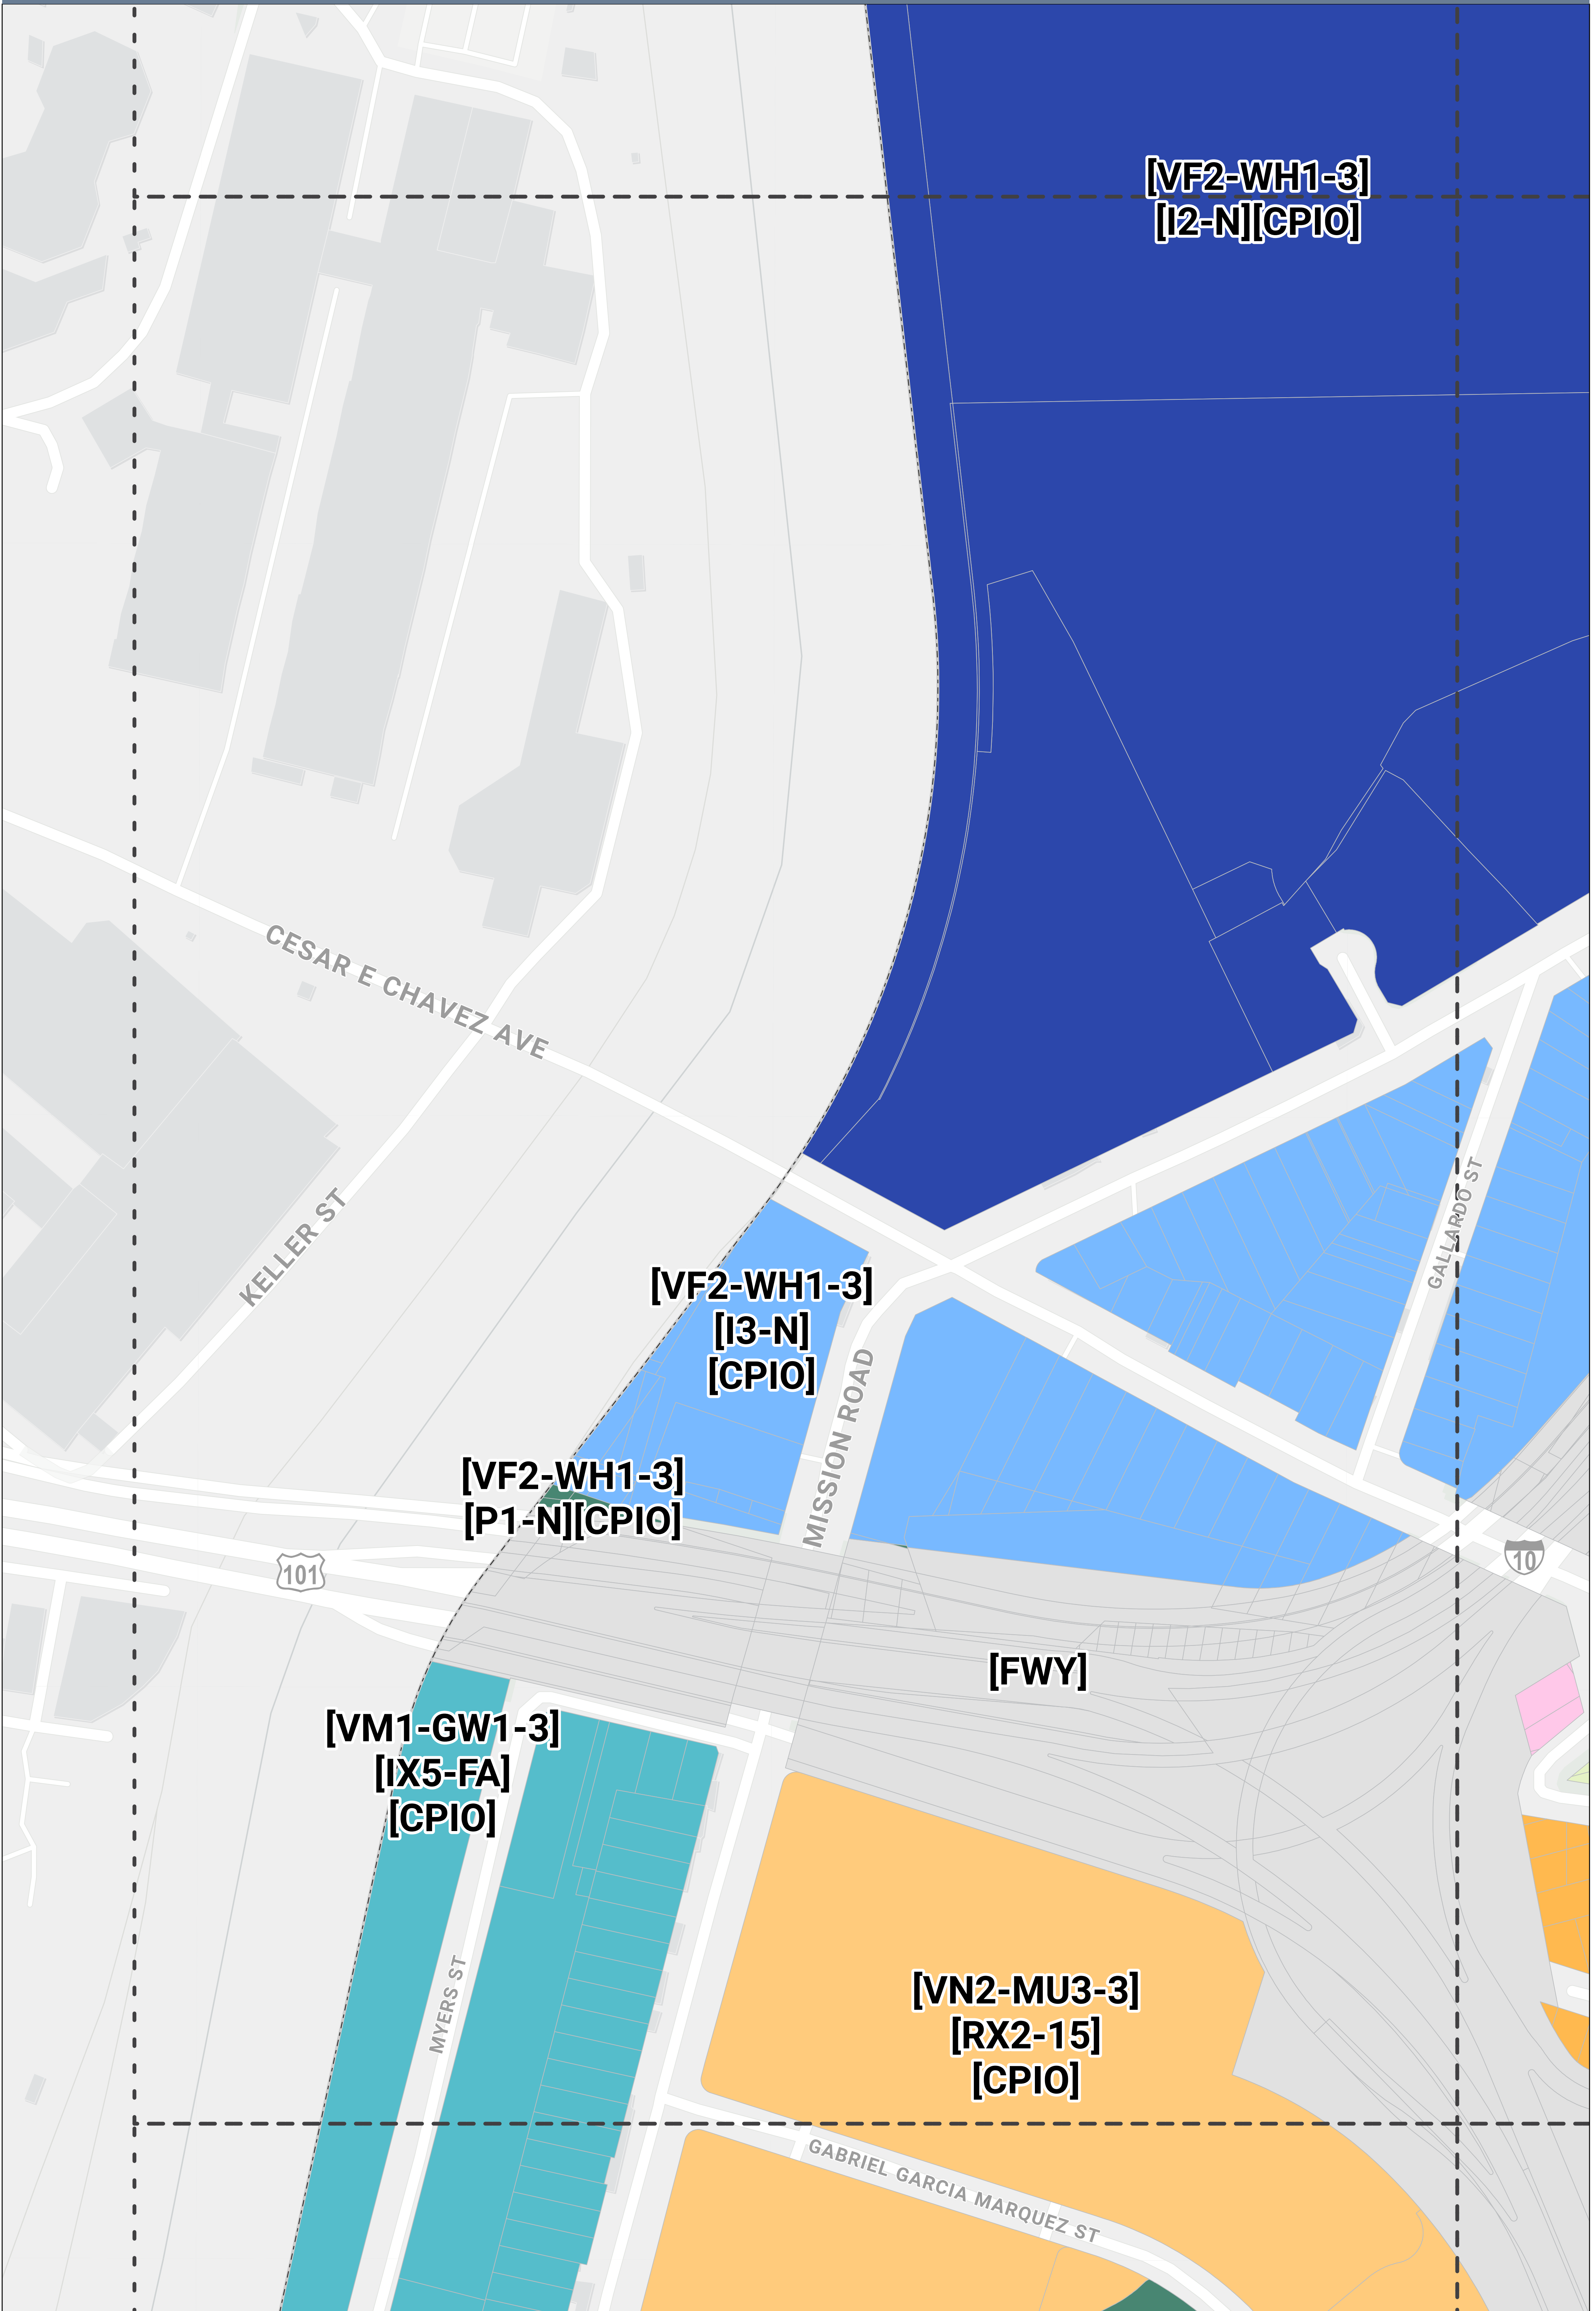 [VF2-WH1-3]
[I2-N][CPIO]
CESAR E CHAVEZ AVE
KELLER ST
GALLARDO ST
[VF2-WH1-3]
[I3-N]
[CPIO]
MISSION ROAD
[VF2-WH1-3]
[P1-N][CPIO]
101
10
[FWY]
[VM1-GW1-3]
[IX5-FA]
[CPIO]
MYERS ST
[VN2-MU3-3]
[RX2-15]
[CPIO]
GABRIEL GARCIA MARQUEZ ST